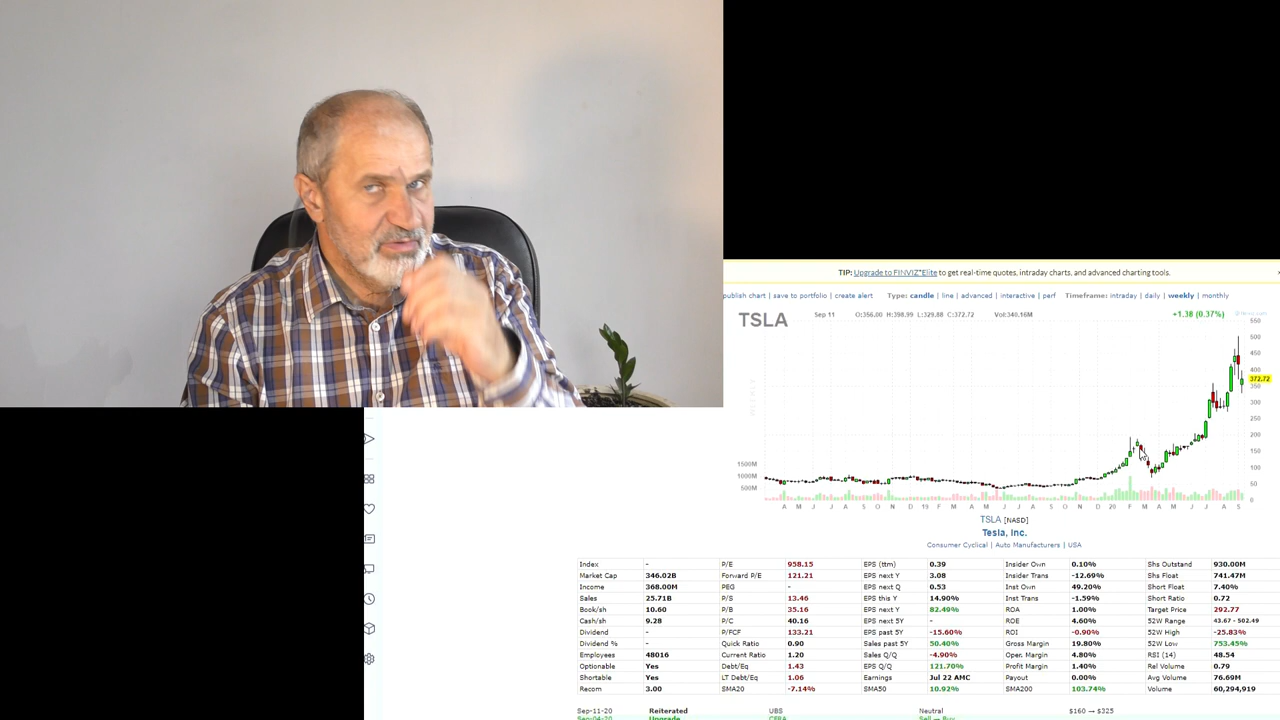 TIP: Upgrade to FINVIZ*Elite to get real-time quotes, intraday charts, and advanced charting tools.
publish chart | save to portfolio | create alert Type: candle | line | advanced | interactive | perf Timeframe: intraday | daily | weekly | monthly
TSLA Sep 11 O:356.00 H:398.99 L:329.88 C:372.72 Vol:340.16M +1.38 (0.37%)
550
500
450
400
372.72
350
300
250
200
150
100
50
0
1500M
1000M
500M
A M J J A S O N D 19 F M A M J J A S O N D 20 F M A M J J A S
TSLA [NASD]
Tesla, Inc.
Consumer Cyclical | Auto Manufacturers | USA
Index - P/E 958.15 EPS (ttm) 0.39 Insider Own 0.10% Shs Outstand 930.00M
Market Cap 346.02B Forward P/E 121.21 EPS next Y 3.08 Insider Trans -12.69% Shs Float 741.47M
Income 368.00M PEG - EPS next Q 0.53 Inst Own 49.20% Short Float 7.40%
Sales 25.71B P/S 13.46 EPS this Y 14.90% Inst Trans -1.59% Short Ratio 0.72
Book/sh 10.60 P/B 35.16 EPS next Y 82.49% ROA 1.00% Target Price 292.77
Cash/sh 9.28 P/C 40.16 EPS next 5Y - ROE 4.60% 52W Range 43.67 - 502.49
Dividend - P/FCF 133.21 EPS past 5Y -15.60% ROI -0.90% 52W High -25.83%
Dividend % - Quick Ratio 0.90 Sales past 5Y 50.40% Gross Margin 19.80% 52W Low 753.45%
Employees 48016 Current Ratio 1.20 Sales Q/Q -4.90% Oper. Margin 4.80% RSI (14) 48.54
Optionable Yes Debt/Eq 1.43 EPS Q/Q 121.70% Profit Margin 1.40% Rel Volume 0.79
Shortable Yes LT Debt/Eq 1.06 Earnings Jul 22 AMC Payout 0.00% Avg Volume 76.69M
Recom 3.00 SMA20 -7.14% SMA50 10.92% SMA200 103.74% Volume 60,294,919
Sep-11-20 Reiterated UBS Neutral $160 → $325
Sep-04-20 Upgrade CFRA Sell → Buy